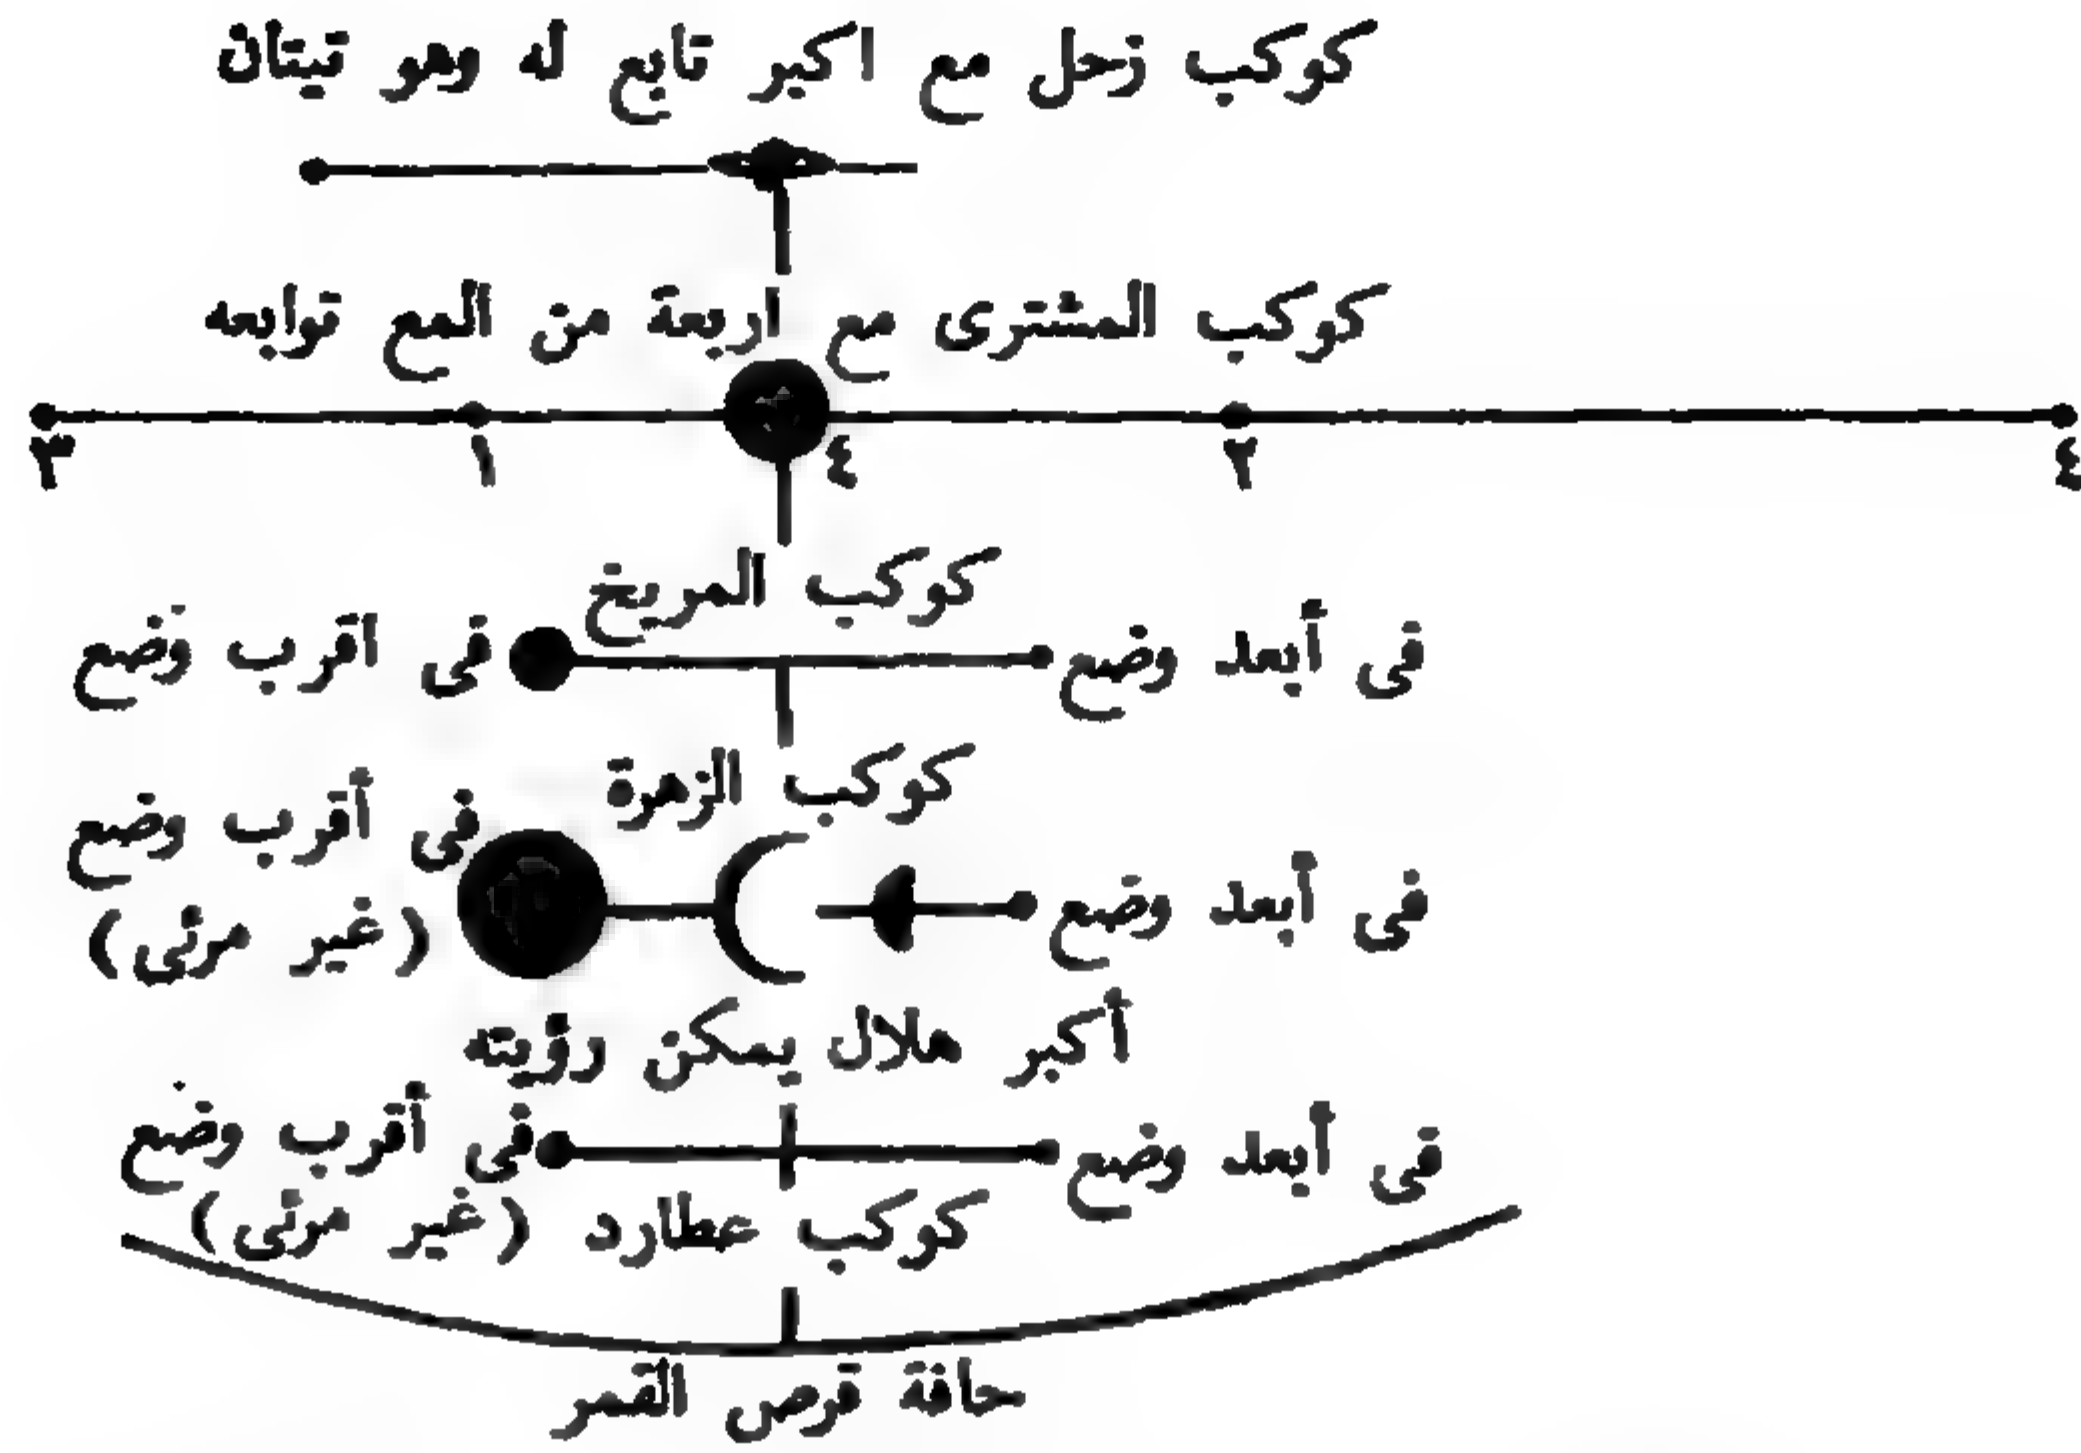 كوكب زحل مع اكبر تابع له وهو تيتان
كوكب المشترى مع اربعة من المع توابعه
٤ ٢ ٤ ١ ٣
كوكب المريخ
فى أبعد وضع
فى اقرب وضع
كوكب الزهرة
فى أبعد وضع
فى أقرب وضع
(غير مرئى)
أكبر هلال يمكن رؤيته
فى أبعد وضع
فى أقرب وضع
كوكب عطارد (غير مرئى)
حافة قرص القمر